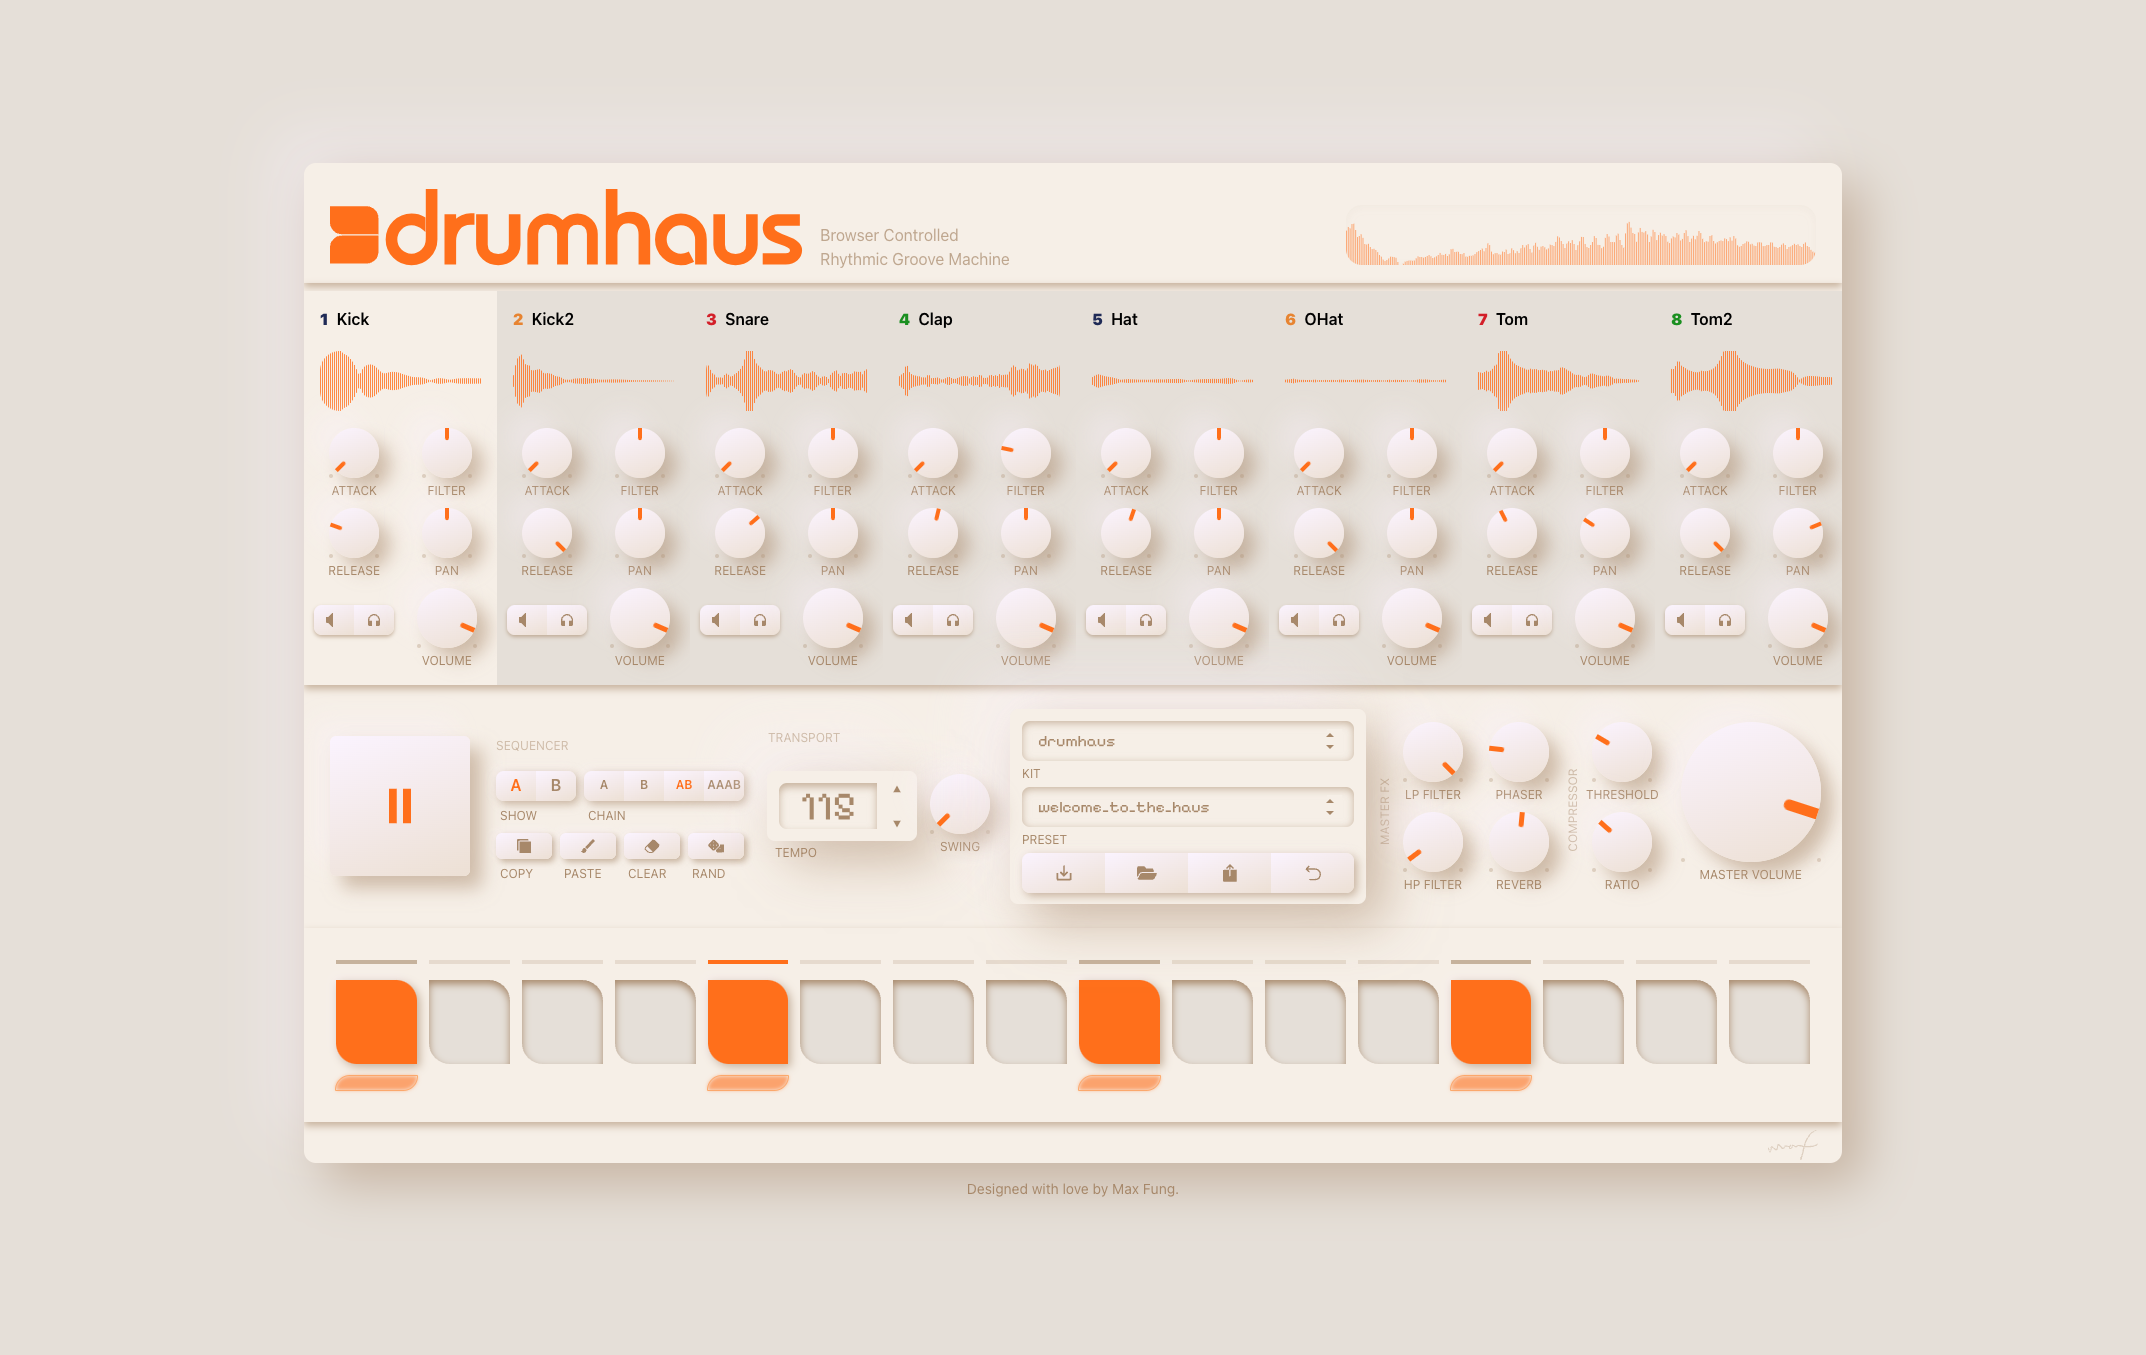 drumhaus
Browser Controlled
Rhythmic Groove Machine
1 Kick
2 Kick2
3 Snare
4 Clap
5 Hat
6 OHat
7 Tom
8 Tom2
ATTACK FILTER ATTACK FILTER ATTACK FILTER ATTACK FILTER ATTACK FILTER ATTACK FILTER ATTACK FILTER ATTACK FILTER
RELEASE PAN RELEASE PAN RELEASE PAN RELEASE PAN RELEASE PAN RELEASE PAN RELEASE PAN RELEASE PAN
VOLUME VOLUME VOLUME VOLUME VOLUME VOLUME VOLUME VOLUME
SEQUENCER
A B
SHOW
A B AB AAAB
CHAIN
COPY PASTE CLEAR RAND
TRANSPORT
118
TEMPO
SWING
drumhaus
KIT
welcome_to_the_haus
PRESET
MASTER FX
LP FILTER PHASER
HP FILTER REVERB
COMPRESSOR
THRESHOLD
RATIO
MASTER VOLUME
Designed with love by Max Fung.